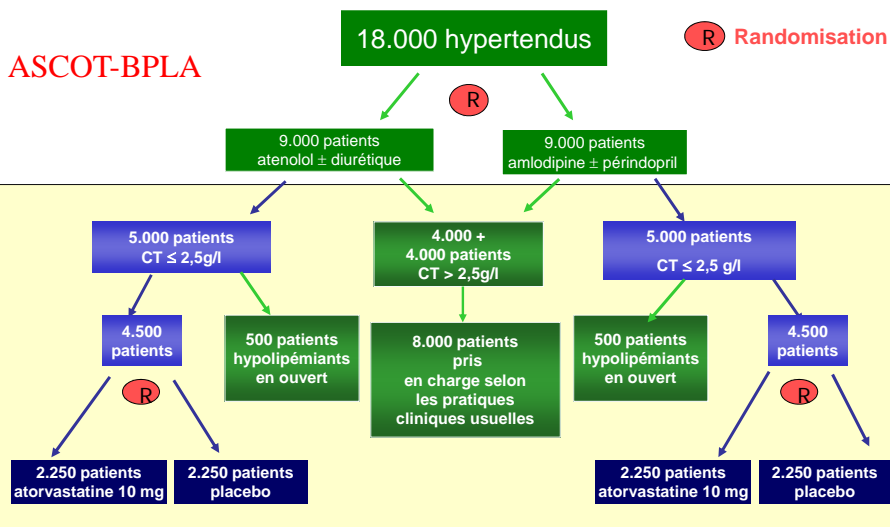 18.000 hypertendus
R Randomisation
ASCOT-BPLA
R
9.000 patients
atenolol ± diurétique
9.000 patients
amlodipine ± périndopril
5.000 patients
CT ≤ 2,5g/l
4.000 +
4.000 patients
CT > 2,5g/l
5.000 patients
CT ≤ 2,5 g/l
4.500
patients
500 patients
hypolipémiants
en ouvert
8.000 patients
pris
en charge selon
les pratiques
cliniques usuelles
500 patients
hypolipémiants
en ouvert
4.500
patients
R
R
2.250 patients
atorvastatine 10 mg
2.250 patients
placebo
2.250 patients
atorvastatine 10 mg
2.250 patients
placebo